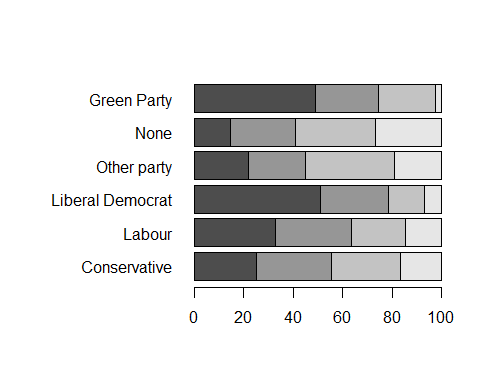 Green Party
None
Other party
Liberal Democrat
Labour
Conservative
0 20 40 60 80 100